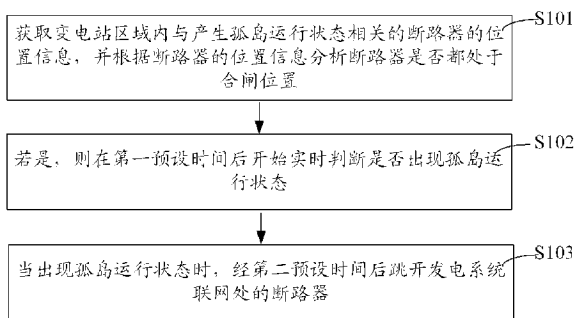 获取变电站区域内与产生孤岛运行状态相关的断路器的位
置信息，并根据断路器的位置信息分析断路器是否都处于
合闸位置
S101
若是，则在第一预设时间后开始实时判断是否出现孤岛运
行状态
S102
当出现孤岛运行状态时，经第二预设时间后跳开发电系统
联网处的断路器
S103